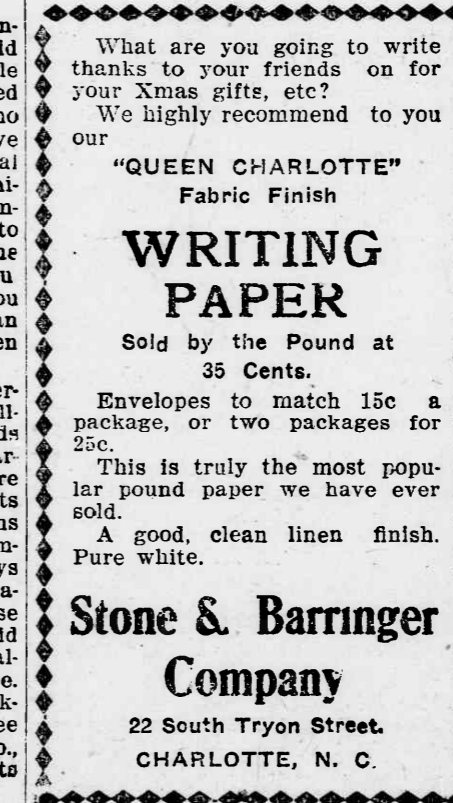 What are you going to write
thanks to your friends on for
your Xmas gifts, etc?
We highly recommend to you
our
"QUEEN CHARLOTTE"
Fabric Finish
WRITING
PAPER
Sold by the Pound at
35 Cents.
Envelopes to match 15c a
package, or two packages for
25c.
This is truly the most popu-
lar pound paper we have ever
sold.
A good, clean linen finish.
Pure white.
Stone & Barringer
Company
22 South Tryon Street.
CHARLOTTE, N. C.